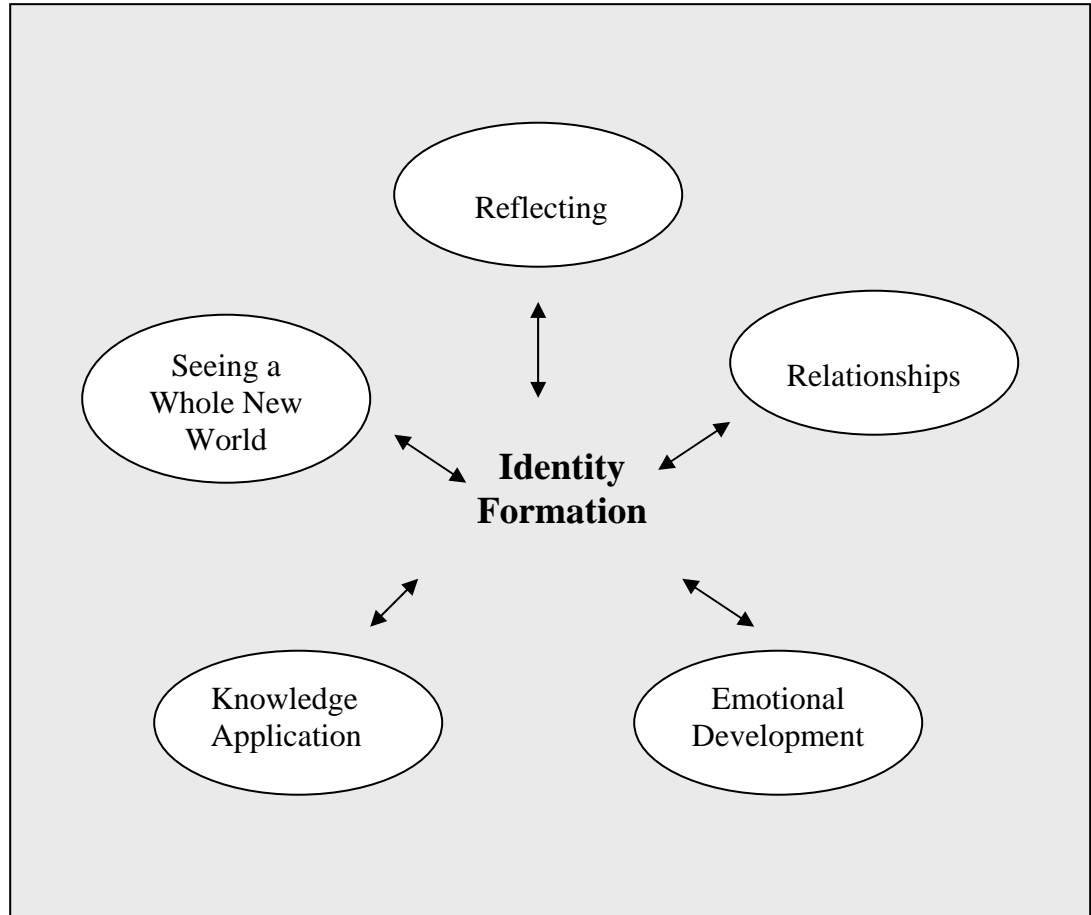 Reflecting
Seeing a
Whole New
World
Relationships
Identity
Formation
Knowledge
Application
Emotional
Development